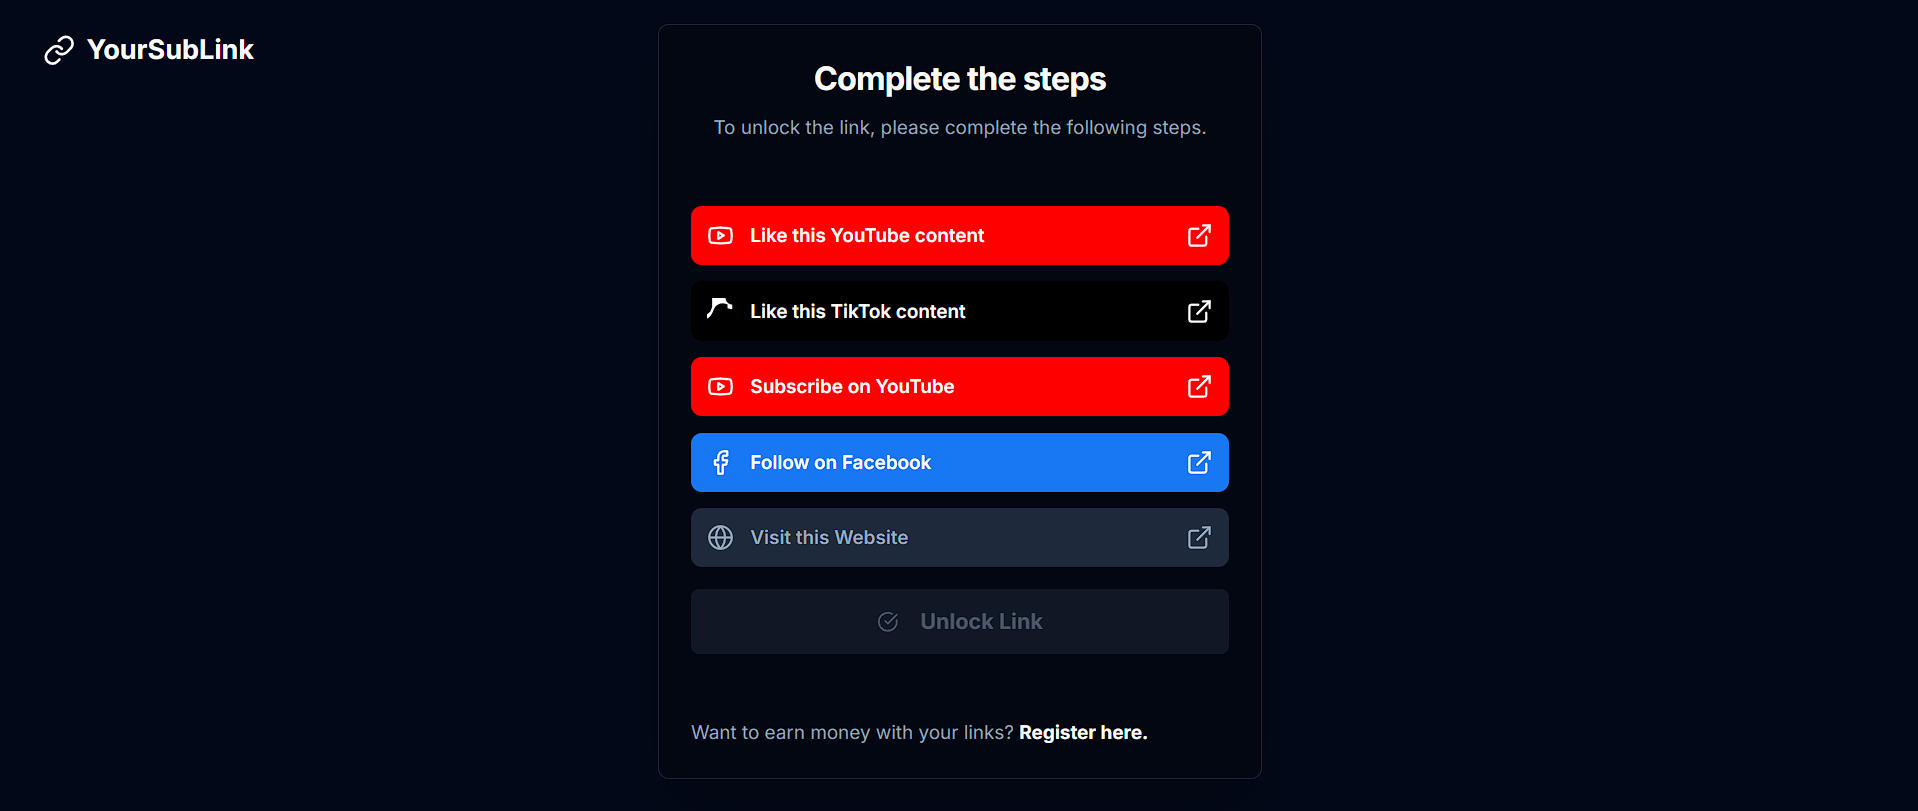 YourSubLink
Complete the steps
To unlock the link, please complete the following steps.
Like this YouTube content
Like this TikTok content
Subscribe on YouTube
Follow on Facebook
Visit this Website
Unlock Link
Want to earn money with your links? Register here.